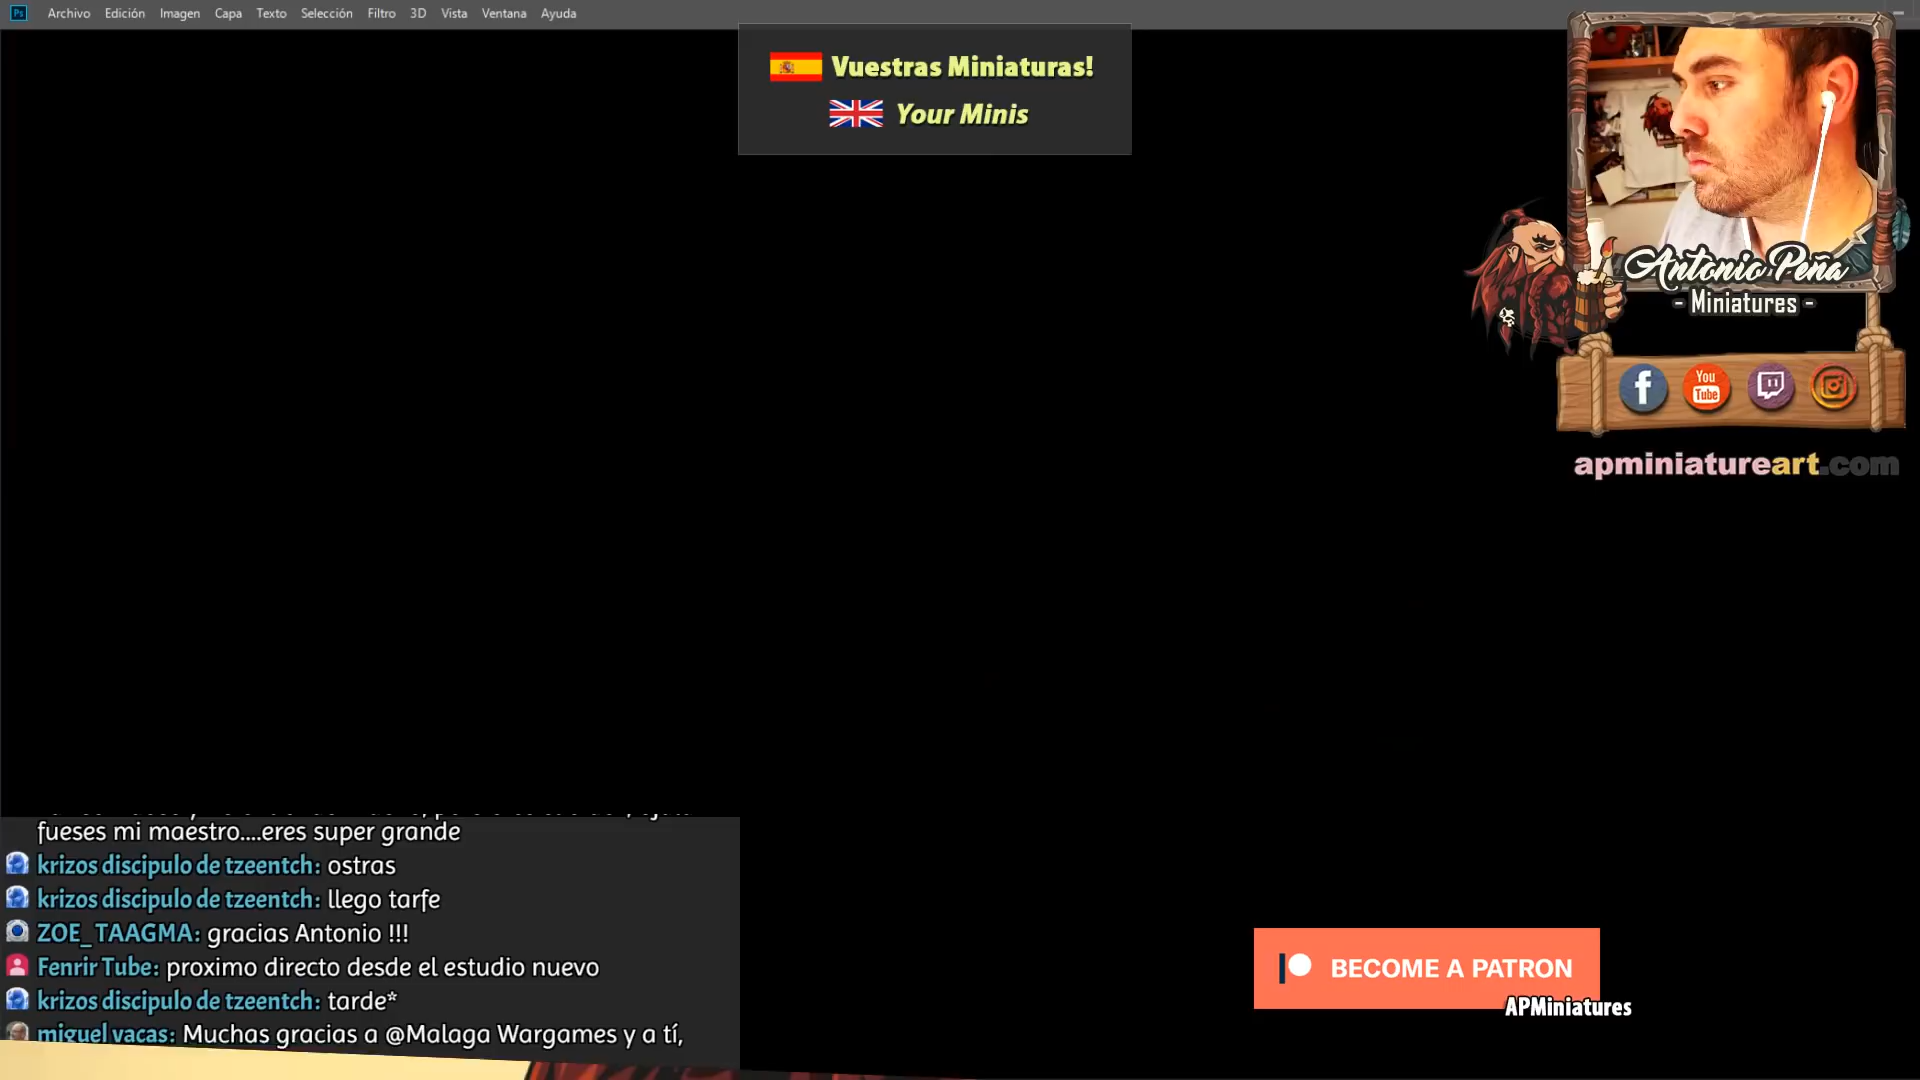 Ps Archivo Edición Imagen Capa Texto Selección Filtro 3D Vista Ventana Ayuda
Vuestras Miniaturas!
Your Minis
Antonio Peña
- Miniatures -
You
Tube
apminiatureart.com
fueses mi maestro....eres super grande
krizos discipulo de tzeentch: ostras
krizos discipulo de tzeentch: llego tarfe
ZOE_TAAGMA: gracias Antonio !!!
Fenrir Tube: proximo directo desde el estudio nuevo
krizos discipulo de tzeentch: tarde*
miguel vacas: Muchas gracias a @Malaga Wargames y a tí,
BECOME A PATRON
APMiniatures